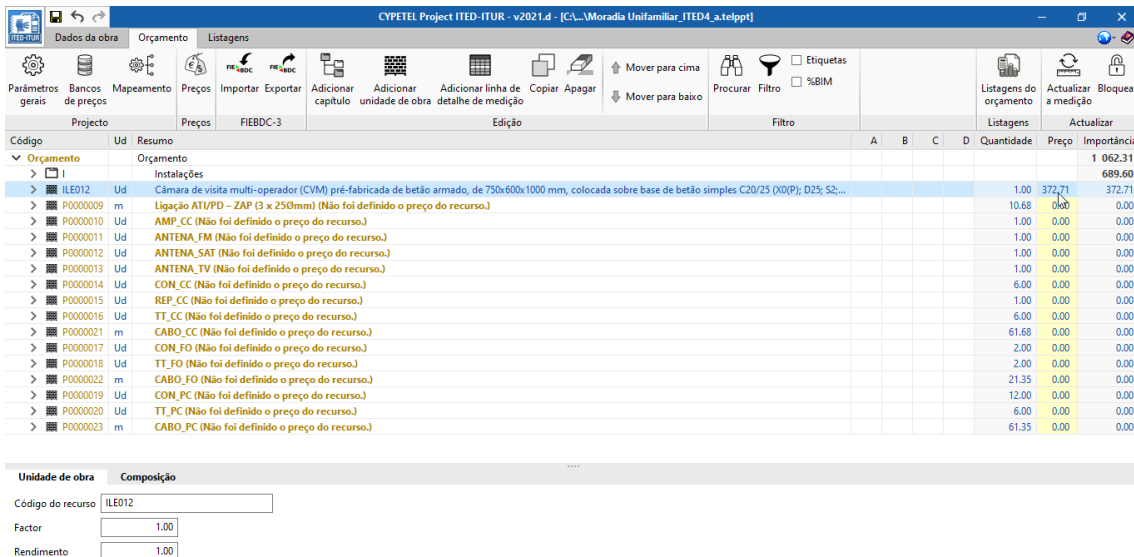 CYPETEL Project ITED-ITUR - v2021.d - [C:\...\Moradia Unifamiliar_ITED4_a.telppt]
ITED-ITUR Dados da obra Orçamento Listagens
Parâmetros gerais Bancos de preços Mapeamento Preços Importar Exportar Adicionar capítulo Adicionar unidade de obra Adicionar linha de detalhe de medição Copiar Apagar Mover para cima Mover para baixo Procurar Filtro Etiquetas %BIM Listagens do orçamento Actualizar a medição Bloquea
Projecto Preços FIEBDC-3 Edição Filtro Listagens Actualizar
Código Ud Resumo A B C D Quantidade Preço Importância
Orçamento Orçamento 1 062.31
I Instalações 689.60
ILE012 Ud Câmara de visita multi-operador (CVM) pré-fabricada de betão armado, de 750x600x1000 mm, colocada sobre base de betão simples C20/25 (X0(P); D25; S2;... 1.00 372.71 372.71
P0000009 m Ligação ATI/PD – ZAP (3 x 25Ømm) (Não foi definido o preço do recurso.) 10.68 0.00 0.00
P0000010 Ud AMP_CC (Não foi definido o preço do recurso.) 1.00 0.00 0.00
P0000011 Ud ANTENA_FM (Não foi definido o preço do recurso.) 1.00 0.00 0.00
P0000012 Ud ANTENA_SAT (Não foi definido o preço do recurso.) 1.00 0.00 0.00
P0000013 Ud ANTENA_TV (Não foi definido o preço do recurso.) 1.00 0.00 0.00
P0000014 Ud CON_CC (Não foi definido o preço do recurso.) 6.00 0.00 0.00
P0000015 Ud REP_CC (Não foi definido o preço do recurso.) 1.00 0.00 0.00
P0000016 Ud TT_CC (Não foi definido o preço do recurso.) 6.00 0.00 0.00
P0000021 m CABO_CC (Não foi definido o preço do recurso.) 61.68 0.00 0.00
P0000017 Ud CON_FO (Não foi definido o preço do recurso.) 2.00 0.00 0.00
P0000018 Ud TT_FO (Não foi definido o preço do recurso.) 2.00 0.00 0.00
P0000022 m CABO_FO (Não foi definido o preço do recurso.) 21.35 0.00 0.00
P0000019 Ud CON_PC (Não foi definido o preço do recurso.) 12.00 0.00 0.00
P0000020 Ud TT_PC (Não foi definido o preço do recurso.) 6.00 0.00 0.00
P0000023 m CABO_PC (Não foi definido o preço do recurso.) 61.35 0.00 0.00
Unidade de obra Composição
Código do recurso ILE012
Factor 1.00
Rendimento 1.00